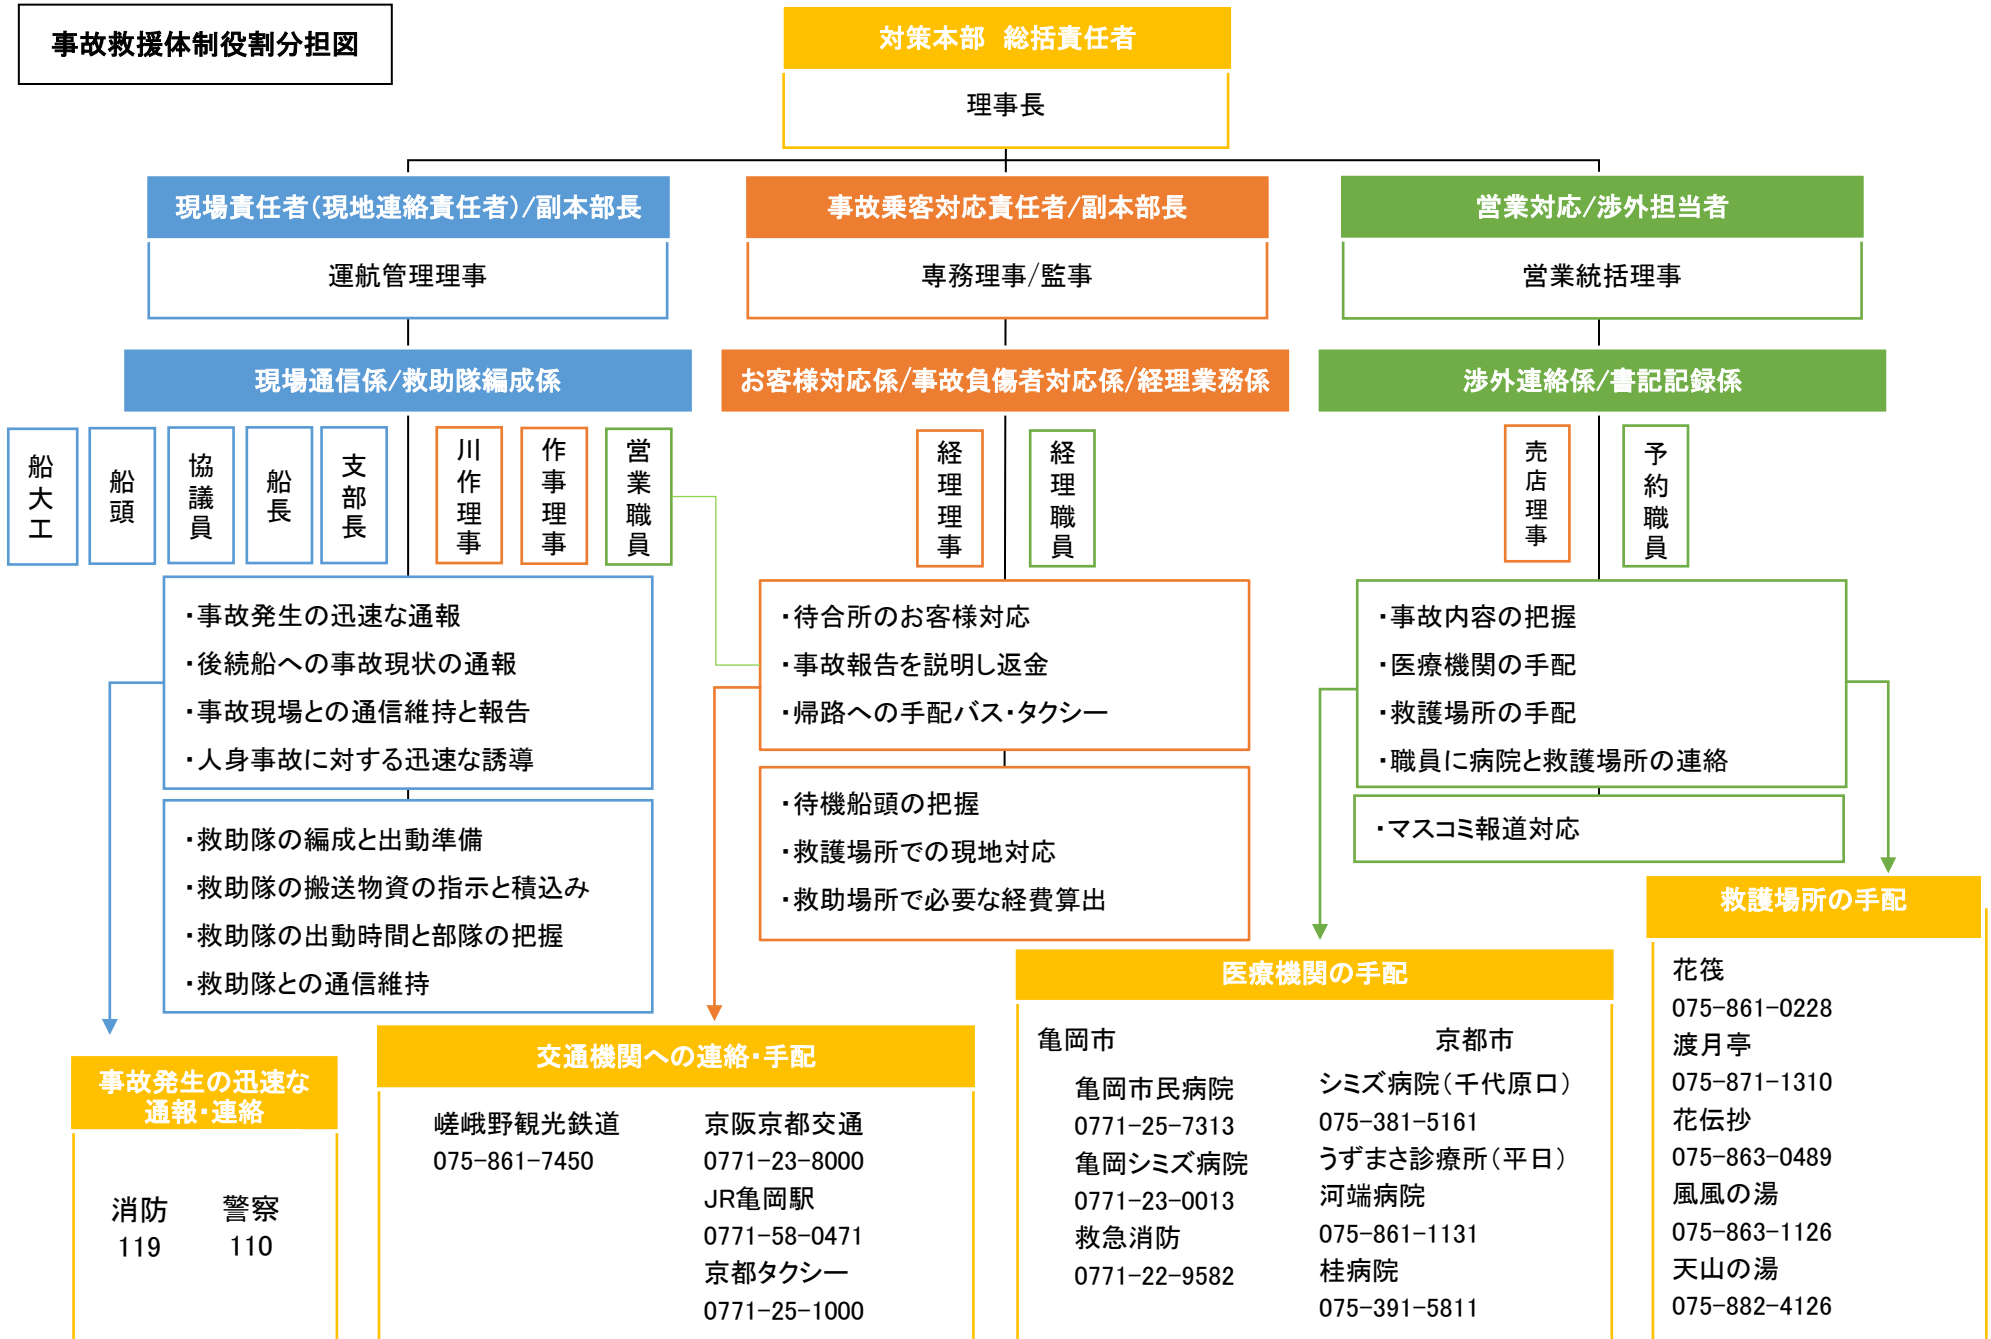 事故救援体制役割分担図
対策本部 総括責任者
理事長
現場責任者(現地連絡責任者)/副本部長
運航管理理事
事故乗客対応責任者/副本部長
専務理事/監事
営業対応/渉外担当者
営業統括理事
現場通信係/救助隊編成係
お客様対応係/事故負傷者対応係/経理業務係
渉外連絡係/書記記録係
船大工
船頭
協議員
船長
支部長
川作理事
作事理事
営業職員
経理理事
経理職員
売店理事
予約職員
・事故発生の迅速な通報
・後続船への事故現状の通報
・事故現場との通信維持と報告
・人身事故に対する迅速な誘導
・救助隊の編成と出動準備
・救助隊の搬送物資の指示と積込み
・救助隊の出動時間と部隊の把握
・救助隊との通信維持
・待合所のお客様対応
・事故報告を説明し返金
・帰路への手配バス・タクシー
・待機船頭の把握
・救護場所での現地対応
・救助場所で必要な経費算出
・事故内容の把握
・医療機関の手配
・救護場所の手配
・職員に病院と救護場所の連絡
・マスコミ報道対応
事故発生の迅速な
通報・連絡
消防
119
警察
110
交通機関への連絡・手配
嵯峨野観光鉄道
075-861-7450
京阪京都交通
0771-23-8000
JR亀岡駅
0771-58-0471
京都タクシー
0771-25-1000
医療機関の手配
亀岡市
亀岡市民病院
0771-25-7313
亀岡シミズ病院
0771-23-0013
救急消防
0771-22-9582
京都市
シミズ病院(千代原口)
075-381-5161
うずまさ診療所(平日)
河端病院
075-861-1131
桂病院
075-391-5811
救護場所の手配
花筏
075-861-0228
渡月亭
075-871-1310
花伝抄
075-863-0489
風風の湯
075-863-1126
天山の湯
075-882-4126